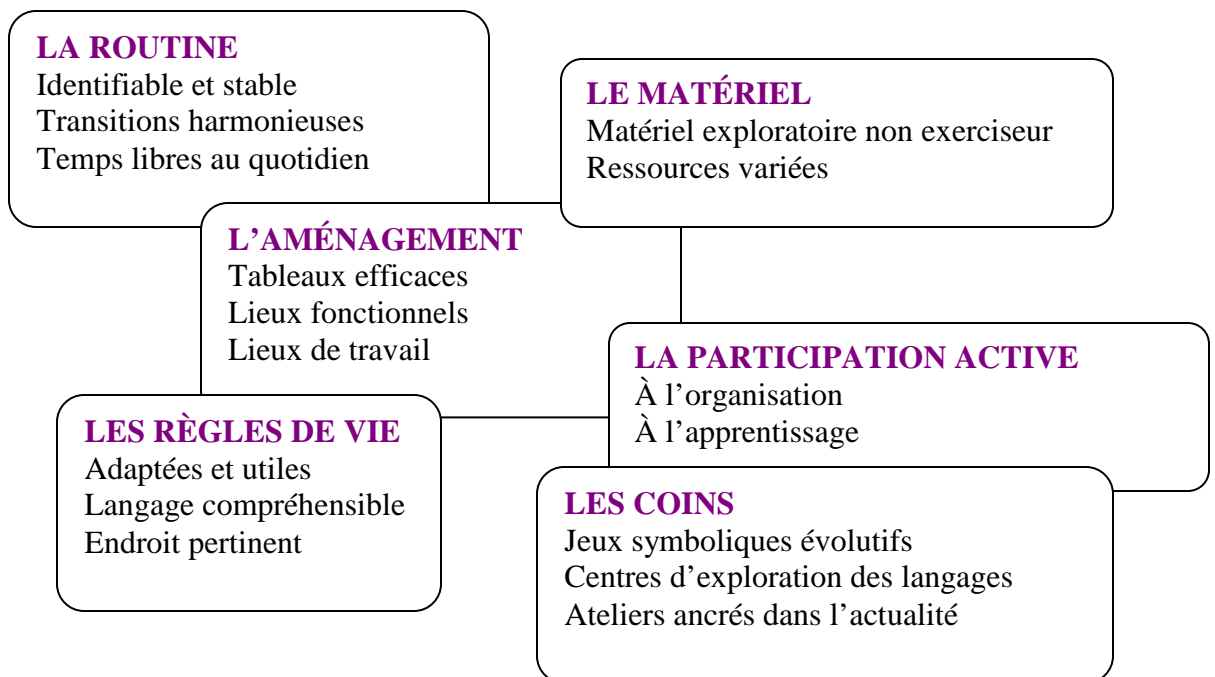 LA ROUTINE
Identifiable et stable
Transitions harmonieuses
Temps libres au quotidien
LE MATÉRIEL
Matériel exploratoire non exerciseur
Ressources variées
L’AMÉNAGEMENT
Tableaux efficaces
Lieux fonctionnels
Lieux de travail
LA PARTICIPATION ACTIVE
À l’organisation
À l’apprentissage
LES RÈGLES DE VIE
Adaptées et utiles
Langage compréhensible
Endroit pertinent
LES COINS
Jeux symboliques évolutifs
Centres d’exploration des langages
Ateliers ancrés dans l’actualité